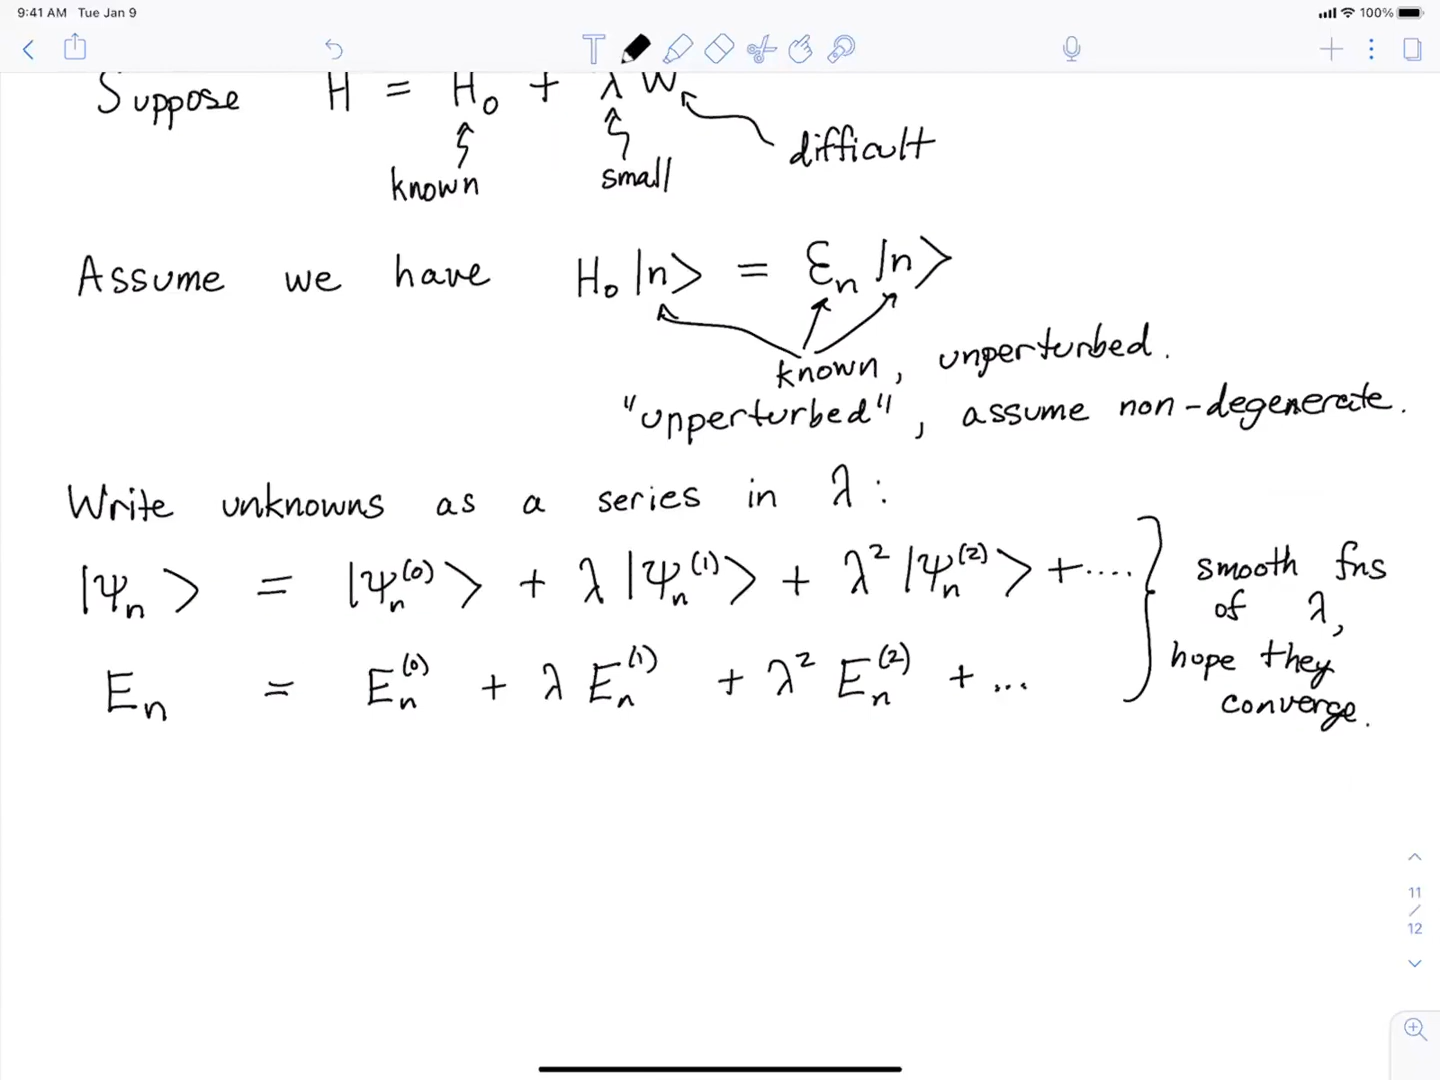 9:41 AM Tue Jan 9 100%
T
Suppose H = H₀ + λ W
difficult
known small
Assume we have H₀ |n> = Ɛₙ |n>
known, unperturbed.
"unperturbed", assume non-degenerate.
Write unknowns as a series in λ:
|ψₙ> = |ψₙ⁽⁰⁾> + λ |ψₙ⁽¹⁾> + λ² |ψₙ⁽²⁾> + ....
Eₙ = Eₙ⁽⁰⁾ + λ Eₙ⁽¹⁾ + λ² Eₙ⁽²⁾ + ...
smooth fns
of λ,
hope they
converge.
11
/
12